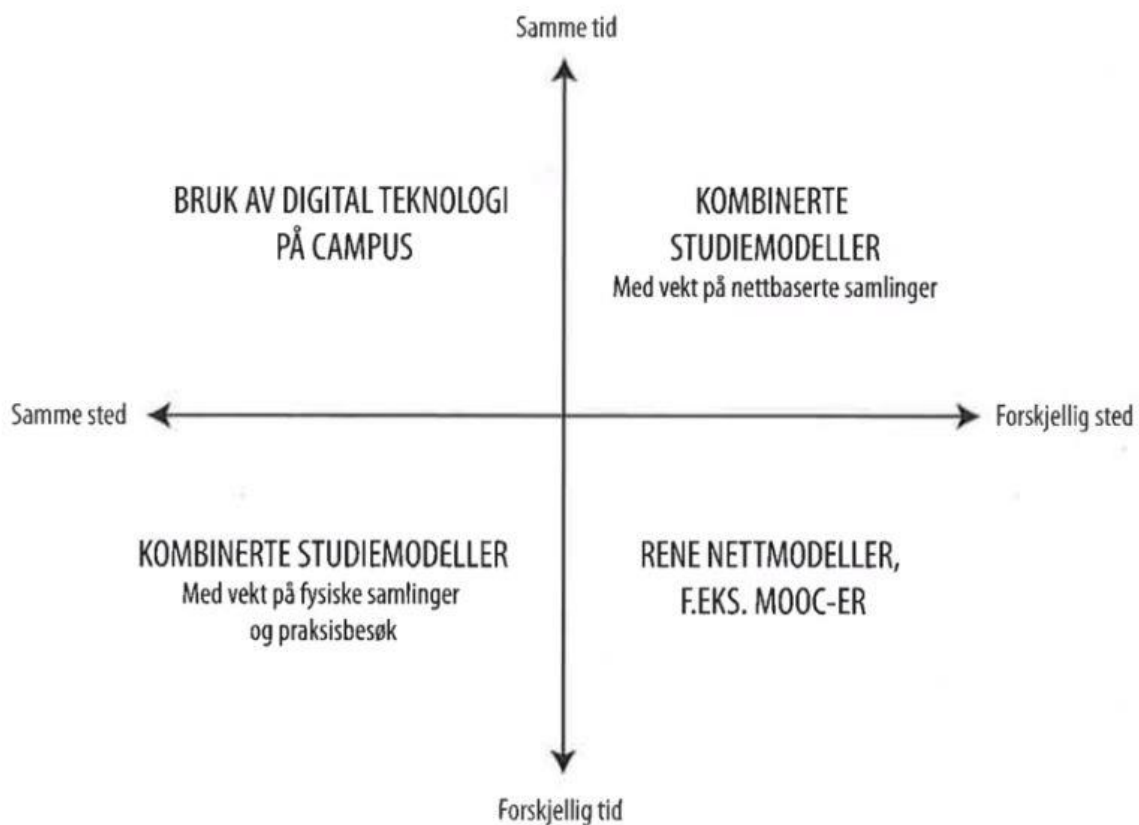 Samme tid
BRUK AV DIGITAL TEKNOLOGI
PÅ CAMPUS
KOMBINERTE
STUDIEMODELLER
Med vekt på nettbaserte samlinger
Samme sted
Forskjellig sted
KOMBINERTE STUDIEMODELLER
Med vekt på fysiske samlinger
og praksisbesøk
RENE NETTMODELLER,
F.EKS. MOOC-ER
Forskjellig tid